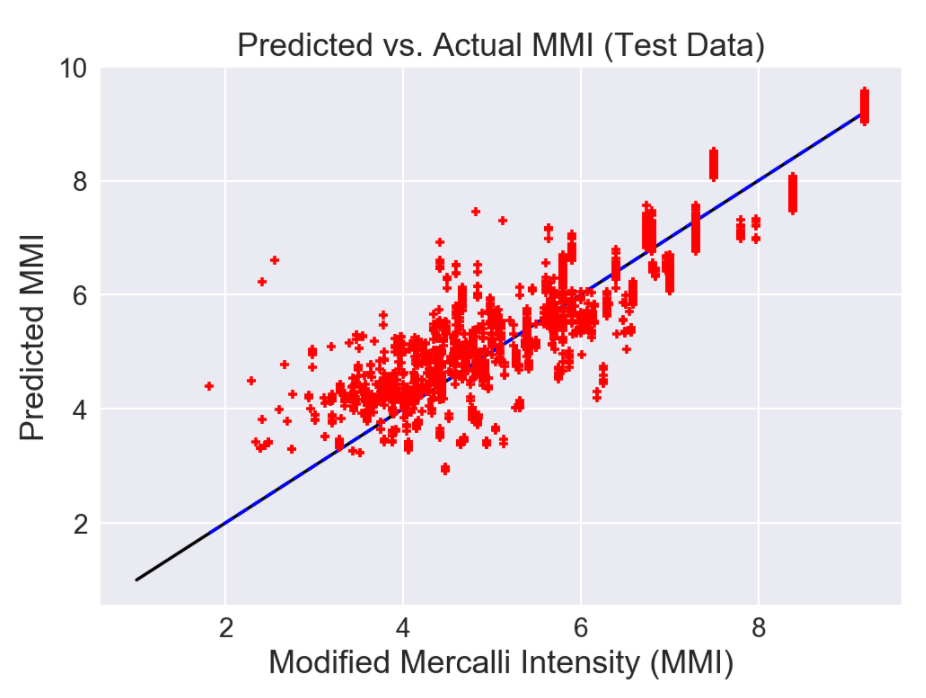 Predicted vs. Actual MMI (Test Data)
10
8
6
4
2
Predicted MMI
2 4 6 8
Modified Mercalli Intensity (MMI)